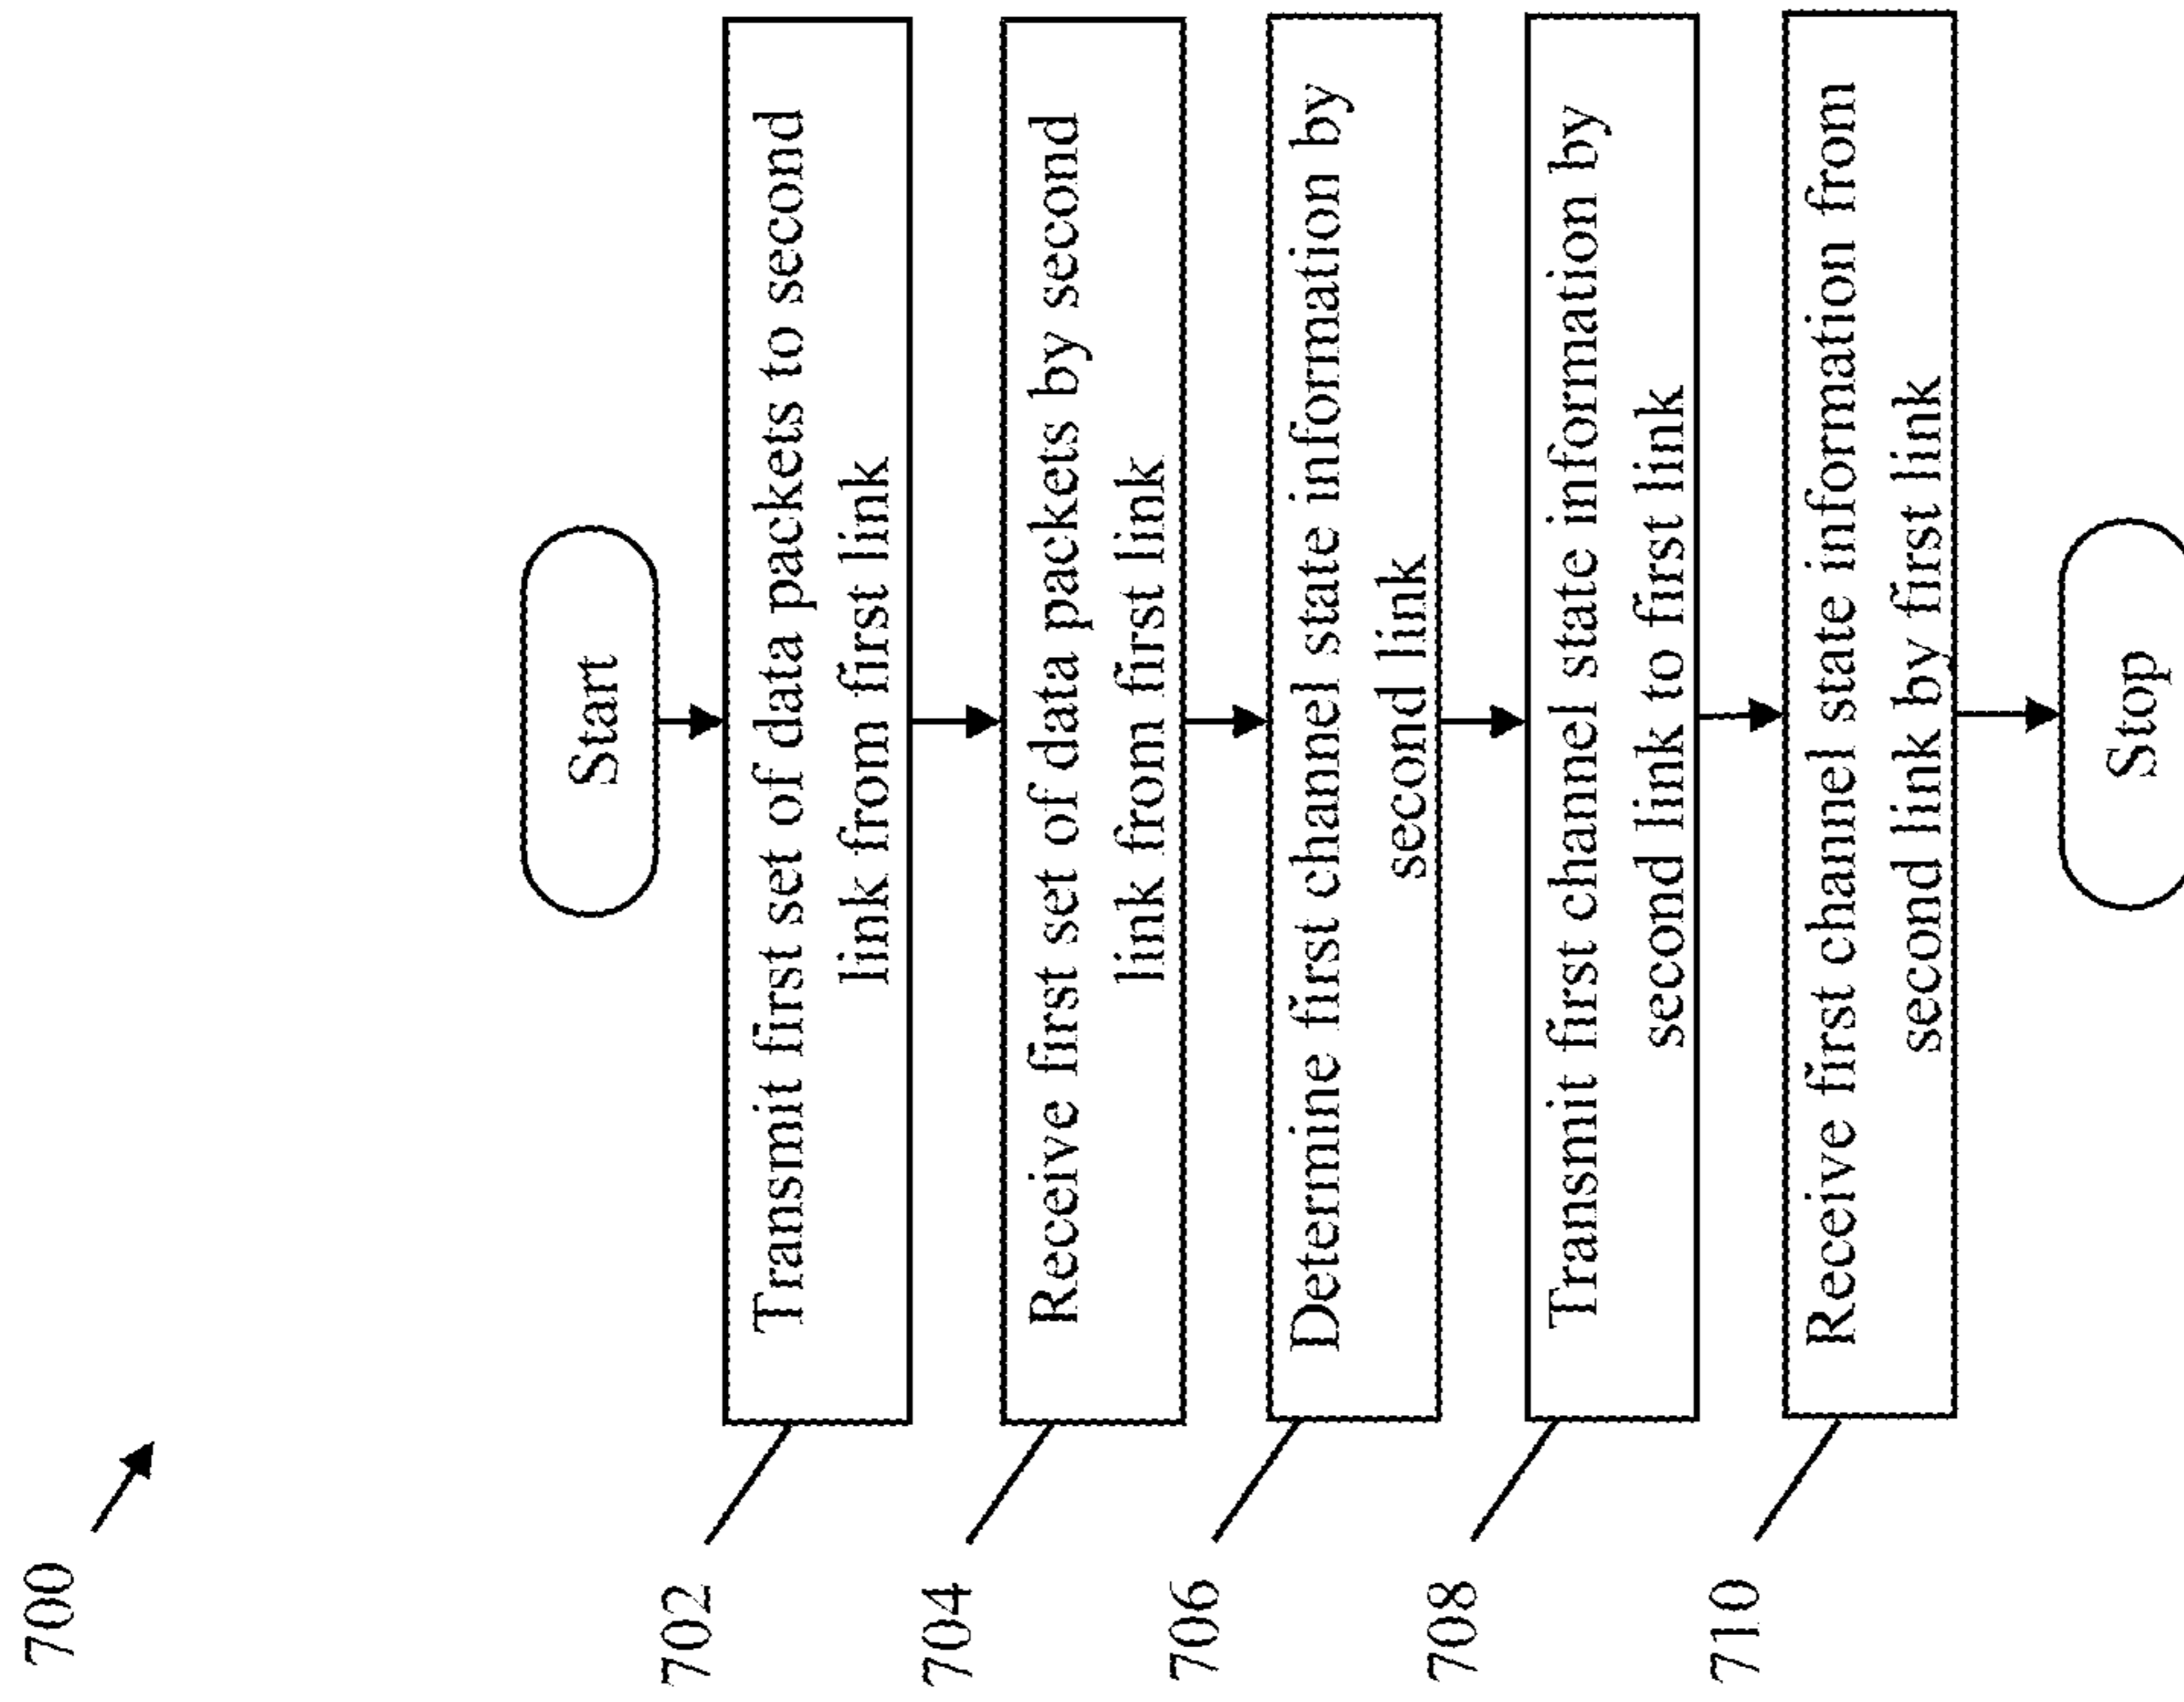 700
Start
702
Transmit first set of data packets to second
link from first link
704
Receive first set of data packets by second
link from first link
706
Determine first channel state information by
second link
708
Transmit first channel state information by
second link to first link
710
Receive first channel state information from
second link by first link
Stop